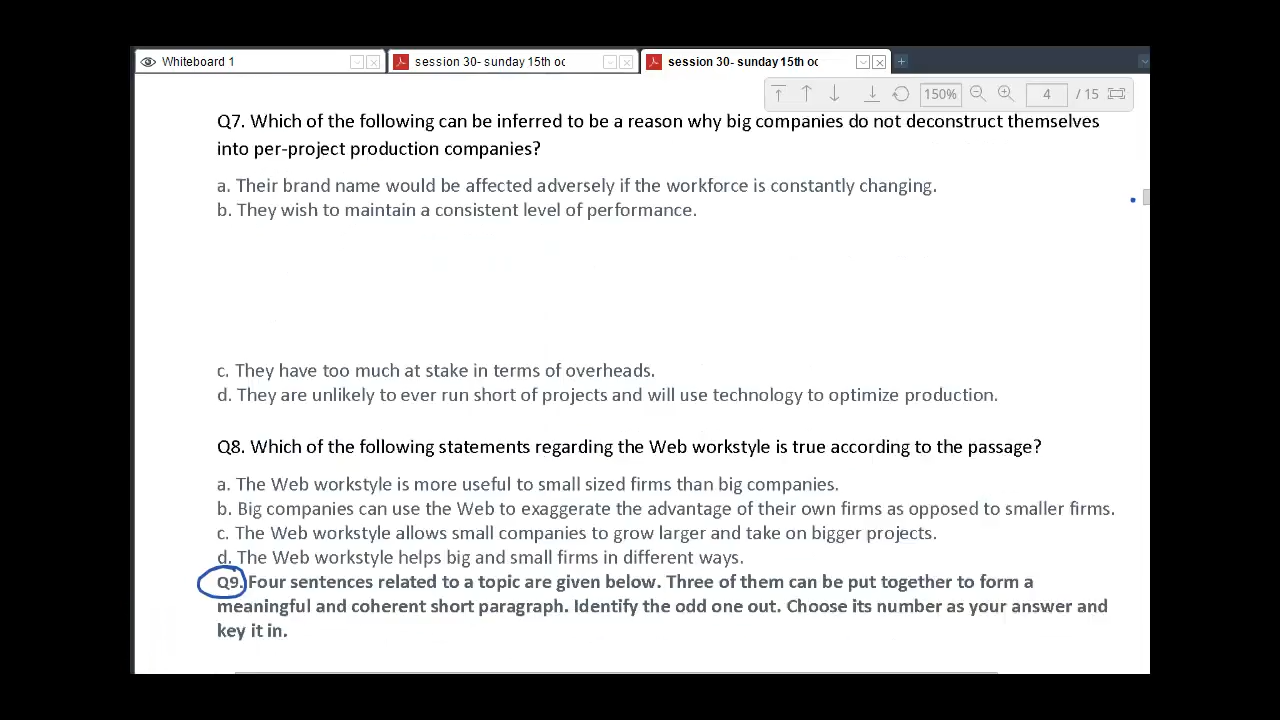 Whiteboard 1
session 30- sunday 15th oc
session 30- sunday 15th oc
150%
4
/ 15
Q7. Which of the following can be inferred to be a reason why big companies do not deconstruct themselves
into per-project production companies?
a. Their brand name would be affected adversely if the workforce is constantly changing.
b. They wish to maintain a consistent level of performance.
c. They have too much at stake in terms of overheads.
d. They are unlikely to ever run short of projects and will use technology to optimize production.
Q8. Which of the following statements regarding the Web workstyle is true according to the passage?
a. The Web workstyle is more useful to small sized firms than big companies.
b. Big companies can use the Web to exaggerate the advantage of their own firms as opposed to smaller firms.
c. The Web workstyle allows small companies to grow larger and take on bigger projects.
d. The Web workstyle helps big and small firms in different ways.
Q9. Four sentences related to a topic are given below. Three of them can be put together to form a
meaningful and coherent short paragraph. Identify the odd one out. Choose its number as your answer and
key it in.